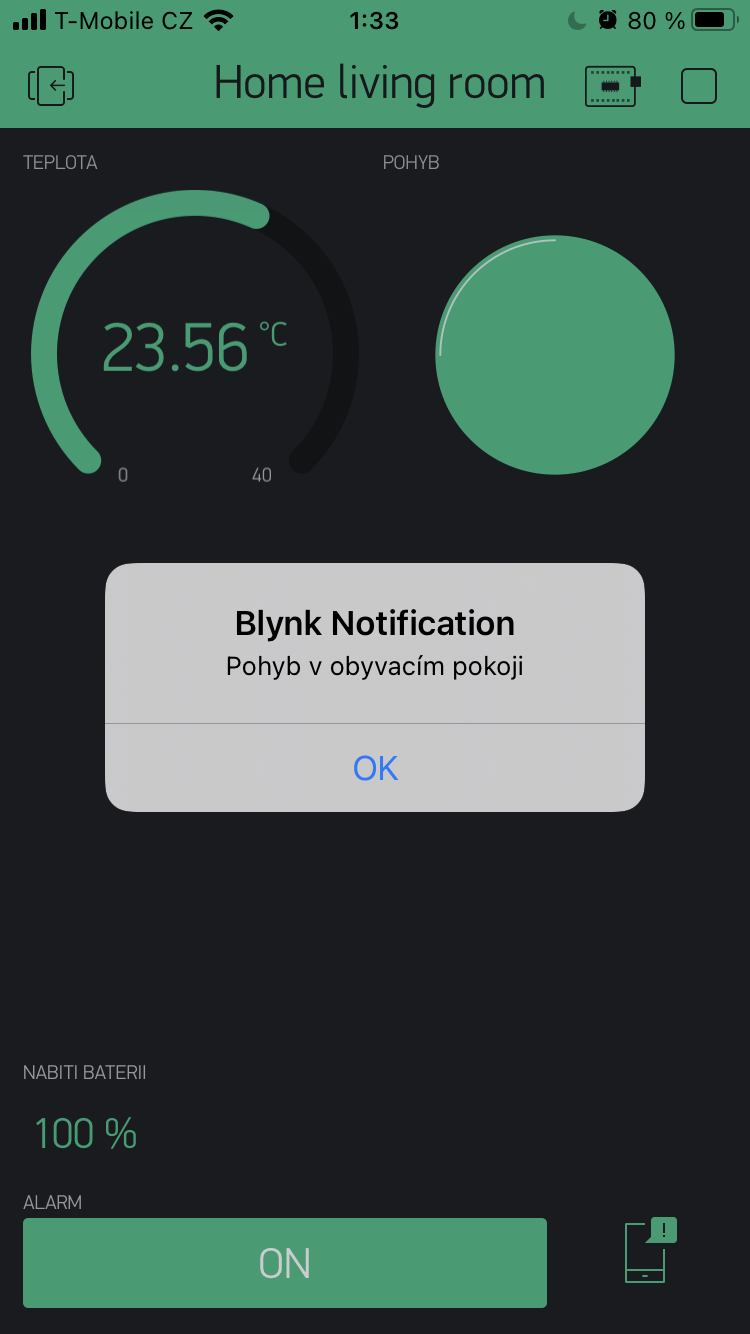 T-Mobile CZ 1:33 80 %
Home living room
TEPLOTA POHYB
23.56 °C
0 40
Blynk Notification
Pohyb v obyvacím pokoji
OK
NABITI BATERII
100 %
ALARM
ON
!